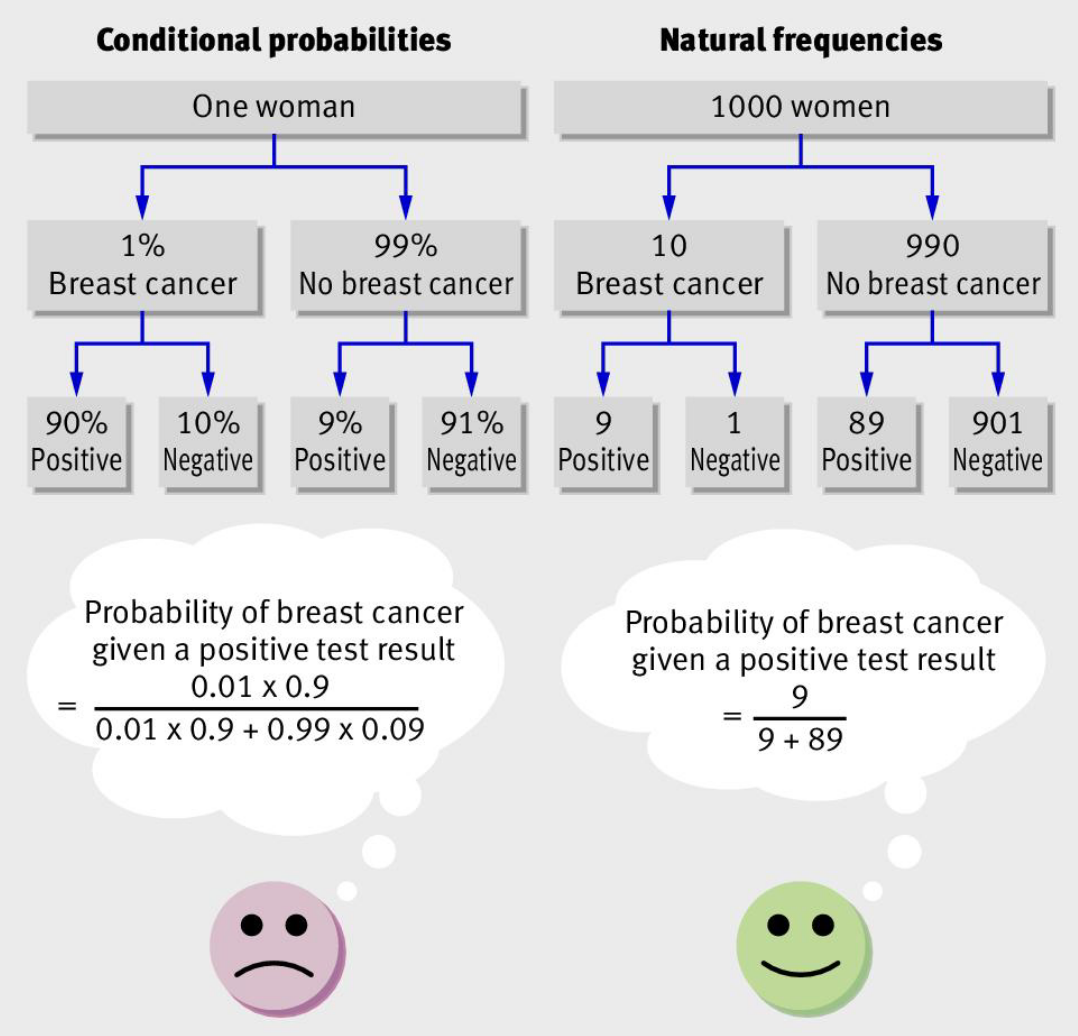 Conditional probabilities
One woman
1%
Breast cancer
99%
No breast cancer
90%
Positive
10%
Negative
9%
Positive
91%
Negative
Probability of breast cancer
given a positive test result
0.01 x 0.9
=
0.01 x 0.9 + 0.99 x 0.09
Natural frequencies
1000 women
10
Breast cancer
990
No breast cancer
9
Positive
1
Negative
89
Positive
901
Negative
Probability of breast cancer
given a positive test result
9
=
9 + 89